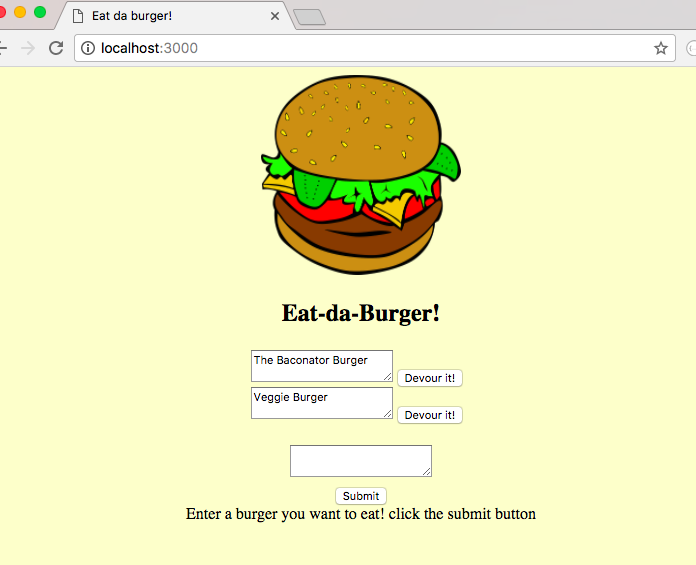 Eat da burger!
localhost:3000
Eat-da-Burger!
The Baconator Burger
Devour it!
Veggie Burger
Devour it!
Submit
Enter a burger you want to eat! click the submit button